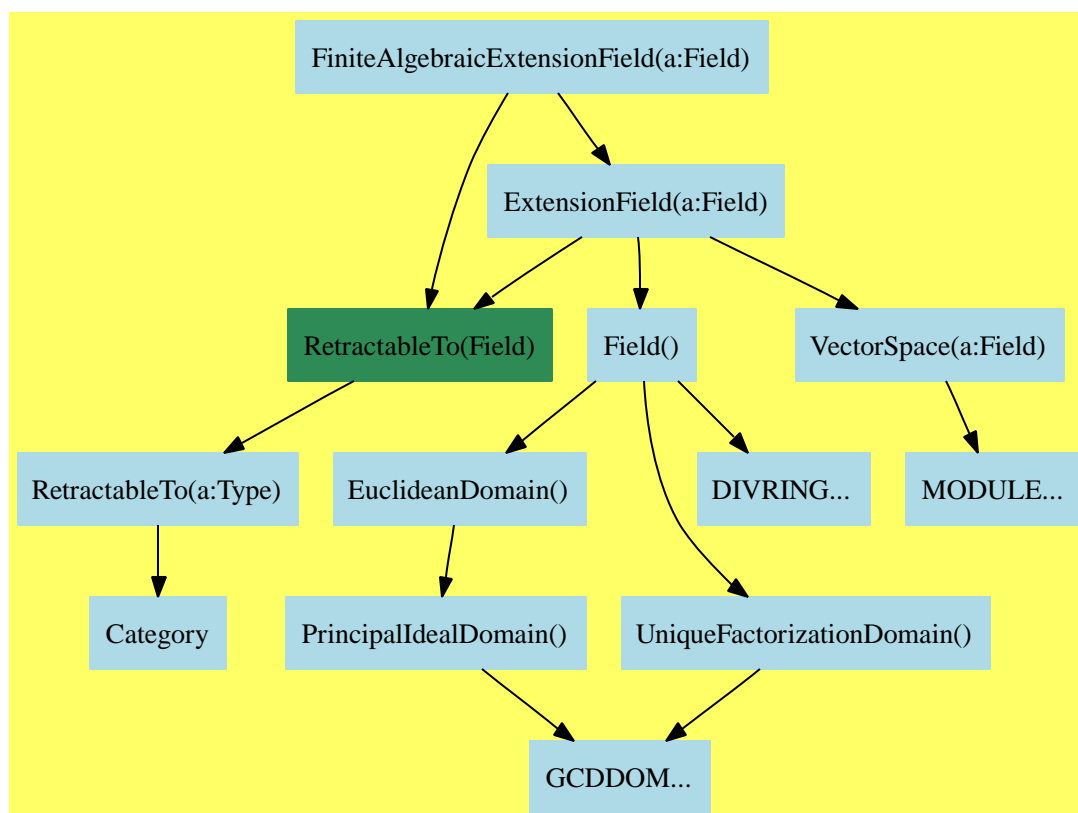 FiniteAlgebraicExtensionField(a:Field)
ExtensionField(a:Field)
RetractableTo(Field)
Field()
VectorSpace(a:Field)
RetractableTo(a:Type)
EuclideanDomain()
DIVRING...
MODULE...
Category
PrincipalIdealDomain()
UniqueFactorizationDomain()
GCDDOM...